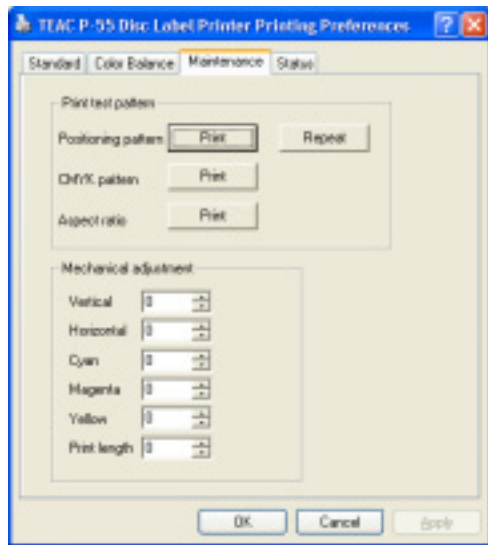 TEAC P-55 Disc Label Printer Printing Preferences
Standard Color Balance Maintenance Status
Print test pattern
Positioning pattern Print Repeat
CMYK pattern Print
Aspect ratio Print
Mechanical adjustment
Vertical 0
Horizontal 0
Cyan 0
Magenta 0
Yellow 0
Print length 0
OK Cancel Apply